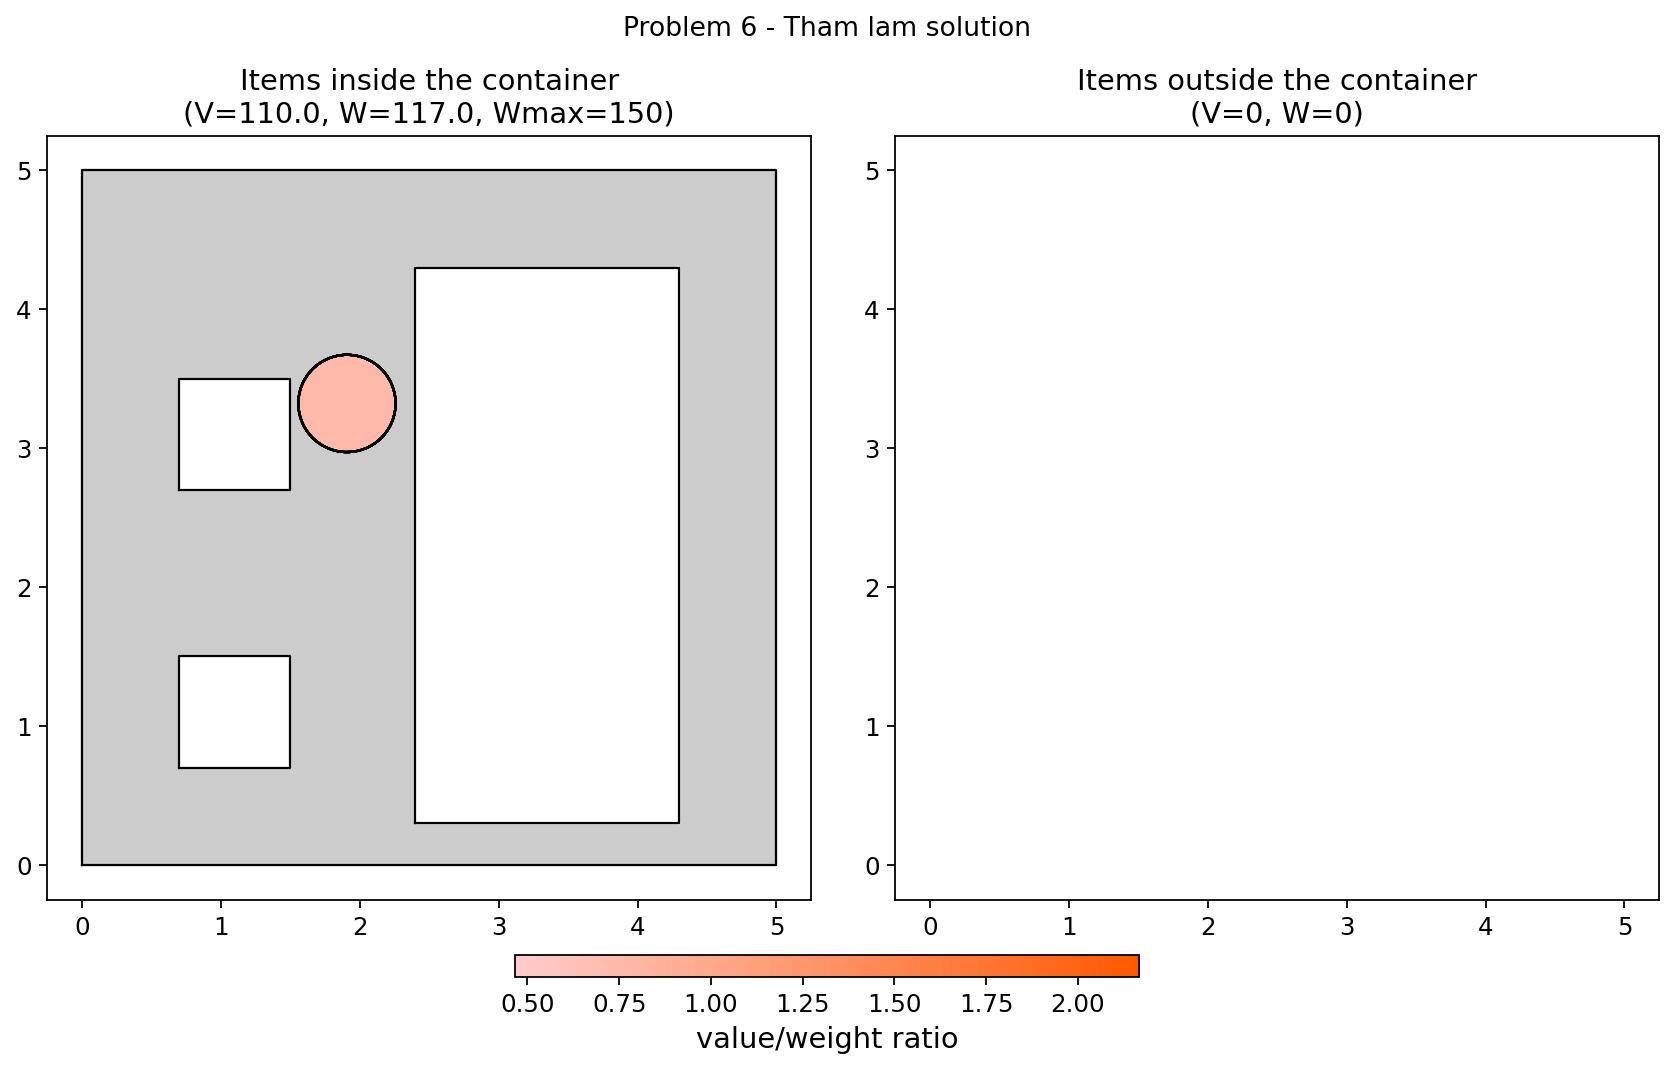 Problem 6 - Tham lam solution
Items inside the container
(V=110.0, W=117.0, Wmax=150)
5
4
3
2
1
0
0 1 2 3 4 5
Items outside the container
(V=0, W=0)
5
4
3
2
1
0
0 1 2 3 4 5
0.50 0.75 1.00 1.25 1.50 1.75 2.00
value/weight ratio